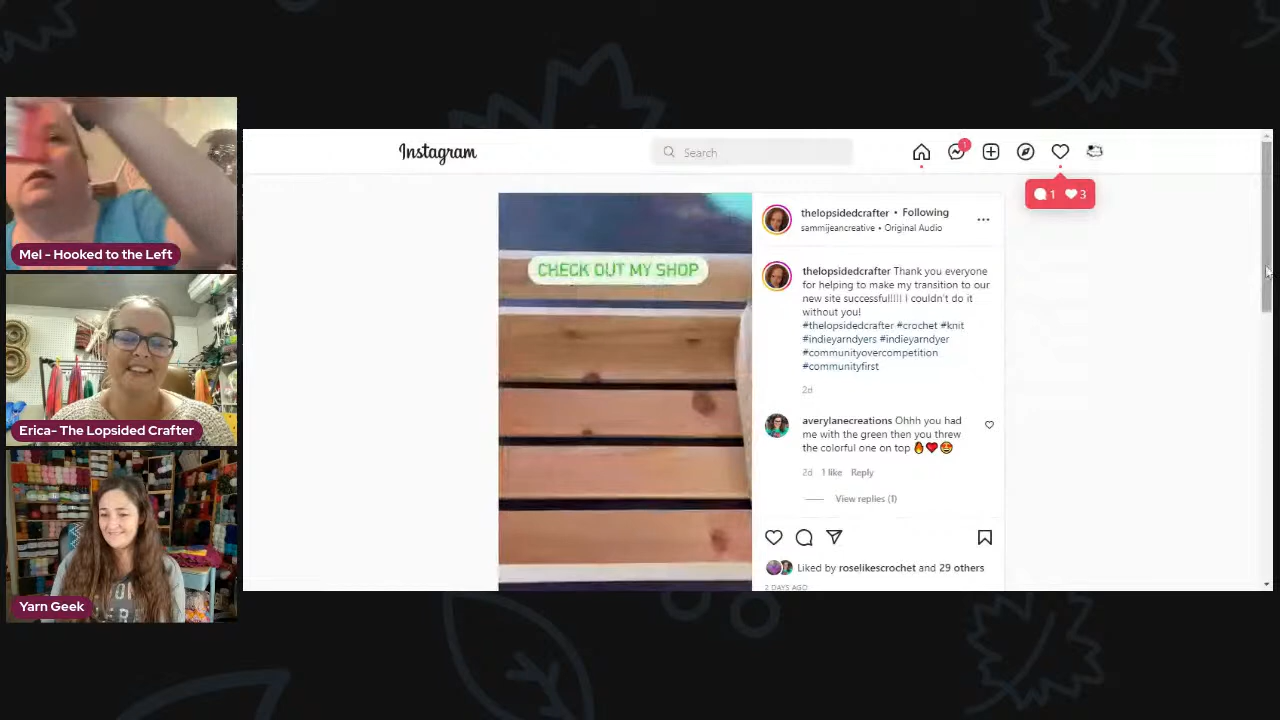 Mel - Hooked to the Left
Erica- The Lopsided Crafter
Yarn Geek
Instagram
Search
1
1 3
CHECK OUT MY SHOP
thelopsidedcrafter • Following
sammijeancreative • Original Audio
thelopsidedcrafter Thank you everyone
for helping to make my transition to our
new site successful!!!!! I couldn't do it
without you!
#thelopsidedcrafter #crochet #knit
#indieyarndyers #indieyarndyer
#communityovercompetition
#communityfirst
2d
averylanecreations Ohhh you had
me with the green then you threw
the colorful one on top 🔥❤️🤩
2d 1 like Reply
View replies (1)
Liked by roselikescrochet and 29 others
2 DAYS AGO